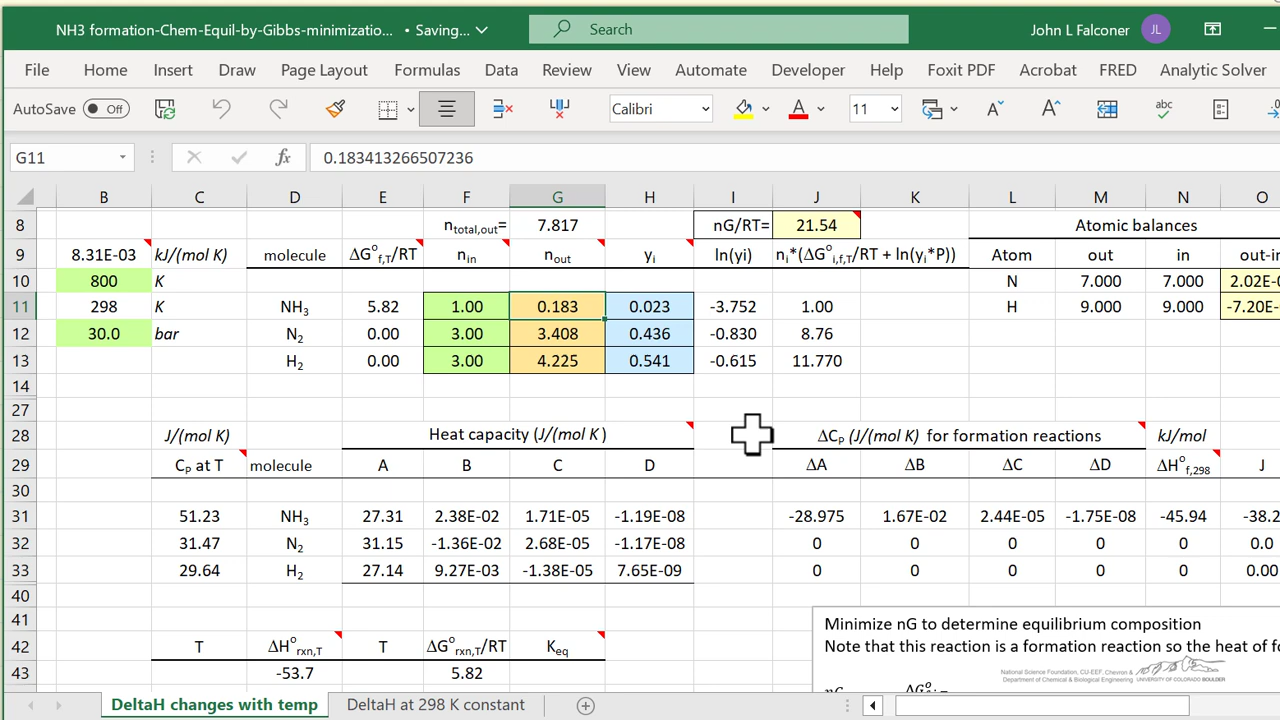 NH3 formation-Chem-Equil-by-Gibbs-minimizatio... • Saving... Search John L Falconer JL
File Home Insert Draw Page Layout Formulas Data Review View Automate Developer Help Foxit PDF Acrobat FRED Analytic Solver
AutoSave Off Calibri 11 abc
G11 fx 0.183413266507236
B C D E F G H I J K L M N O
8 n total,out= 7.817 nG/RT= 21.54 Atomic balances
9 8.31E-03 kJ/(mol K) molecule ΔG°f,T/RT nin nout yi ln(yi) ni*(ΔG°i,f,T/RT + ln(yi*P)) Atom out in out-in
10 800 K N 7.000 7.000 2.02E-
11 298 K NH₃ 5.82 1.00 0.183 0.023 -3.752 1.00 H 9.000 9.000 -7.20E-
12 30.0 bar N₂ 0.00 3.00 3.408 0.436 -0.830 8.76
13 H₂ 0.00 3.00 4.225 0.541 -0.615 11.770
14
27
28 J/(mol K) Heat capacity (J/(mol K) ΔCP (J/(mol K) for formation reactions kJ/mol
29 CP at T molecule A B C D ΔA ΔB ΔC ΔD ΔH°f,298 J
30
31 51.23 NH₃ 27.31 2.38E-02 1.71E-05 -1.19E-08 -28.975 1.67E-02 2.44E-05 -1.75E-08 -45.94 -38.2
32 31.47 N₂ 31.15 -1.36E-02 2.68E-05 -1.17E-08 0 0 0 0 0 0.0
33 29.64 H₂ 27.14 9.27E-03 -1.38E-05 7.65E-09 0 0 0 0 0 0.00
40
41
Minimize nG to determine equilibrium composition
42 T ΔH°rxn,T T ΔG°rxn,T/RT Keq
Note that this reaction is a formation reaction so the heat of fo
43 -53.7 5.82
National Science Foundation, CU-EEF, Chevron &
Department of Chemical & Biological Engineering UNIVERSITY OF COLORADO BOULDER
DeltaH changes with temp DeltaH at 298 K constant